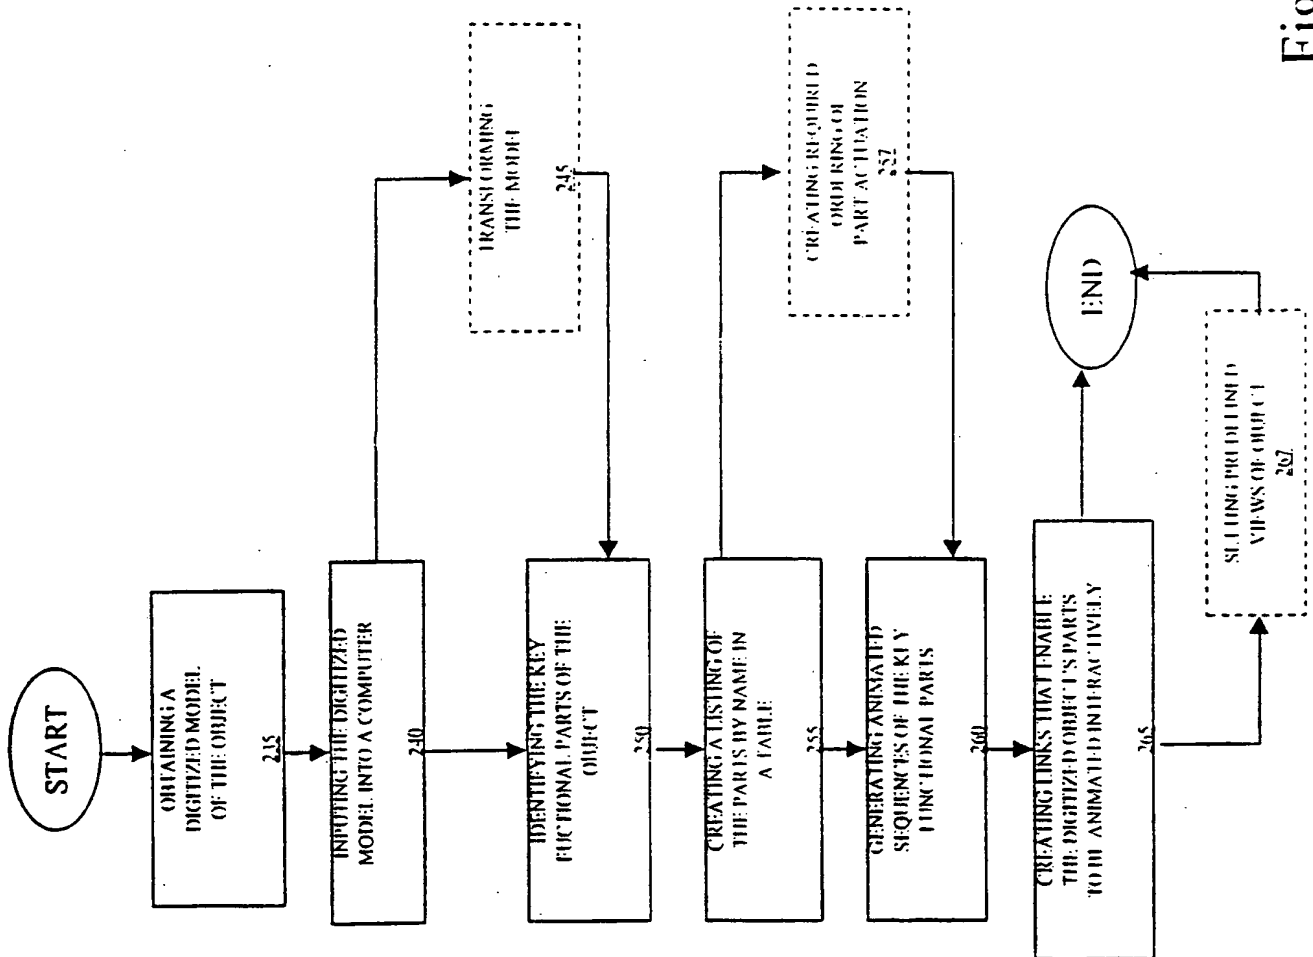 START
OBTAINING A
DIGITIZED MODEL
OF THE OBJECT
235
INPUTING THE DIGITIZED
MODEL INTO A COMPUTER
240
TRANSFORMING
THE MODEL
245
IDENTIFYING THE KEY
FUCTIONAL PARTS OF THE
OBJECT
250
CREATING A LISTING OF
THE PARTS BY NAME IN
A TABLE
255
CREATING REQUIRED
ORDERING OF
PART ACTUATION
257
GENERATING ANIMATED
SEQUENCES OF THE KEY
FUNCTIONAL PARTS
260
CREATING LINKS THAT ENABLE
THE DIGITIZED OBJECT'S PARTS
TO BE ANIMATED INTERACTIVELY
265
SETTING PREDEFINED
VIEWS OF OBJECT
267
END
Fig